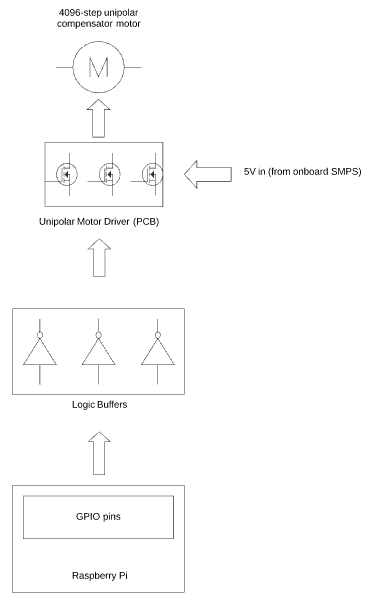 4096-step unipolar
compensator motor
M
5V in (from onboard SMPS)
Unipolar Motor Driver (PCB)
Logic Buffers
GPIO pins
Raspberry Pi